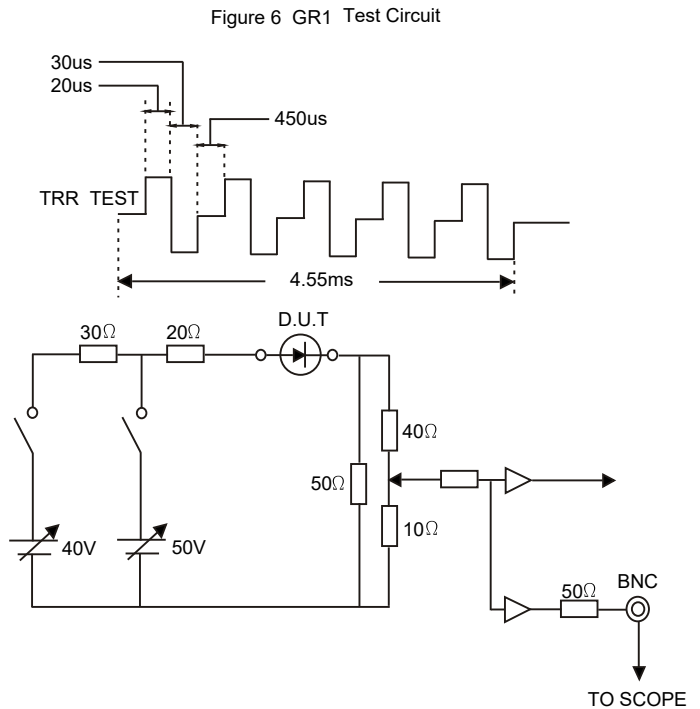 Figure 6 GR1 Test Circuit
30us
20us
450us
TRR TEST
4.55ms
D.U.T
30Ω
20Ω
40Ω
50Ω
10Ω
40V
50V
50Ω
BNC
TO SCOPE